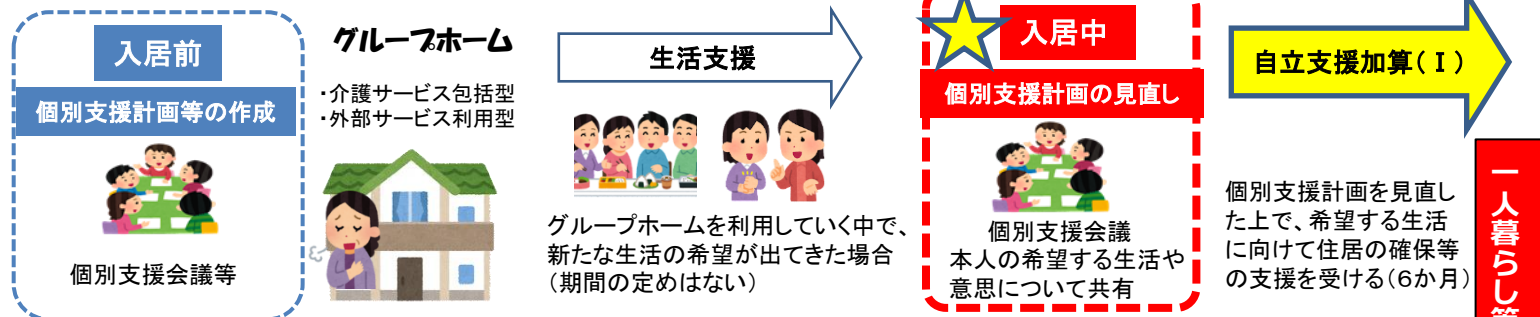 入居前
個別支援計画等の作成
個別支援会議等
グループホーム
・介護サービス包括型
・外部サービス利用型
生活支援
グループホームを利用していく中で、
新たな生活の希望が出てきた場合
（期間の定めはない）
入居中
個別支援計画の見直し
個別支援会議
本人の希望する生活や
意思について共有
自立支援加算(Ⅰ)
個別支援計画を見直し
た上で、希望する生活
に向けて住居の確保等
の支援を受ける(６か月)
一人暮らし等